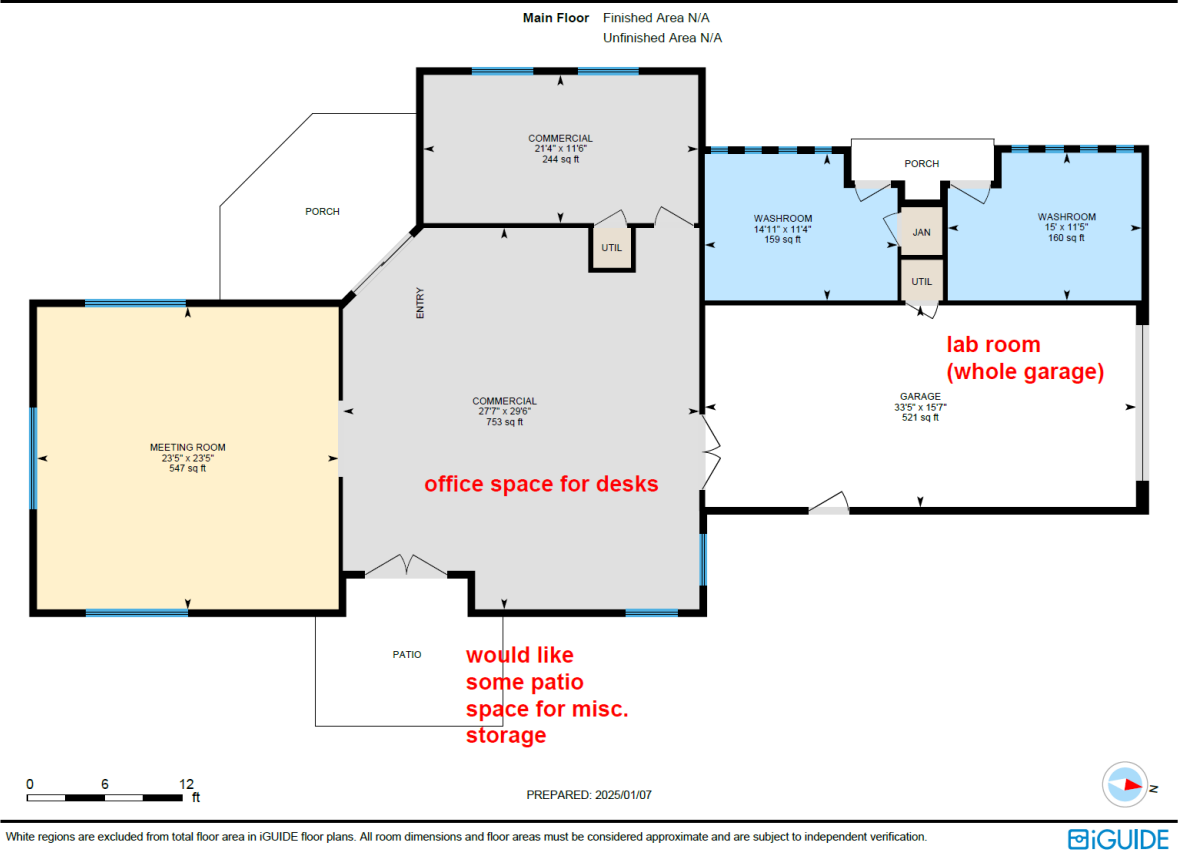 Main Floor Finished Area N/A
Unfinished Area N/A
COMMERCIAL
21'4" x 11'6"
244 sq ft
PORCH
PORCH
WASHROOM
14'11" x 11'4"
159 sq ft
JAN
WASHROOM
15' x 11'5"
160 sq ft
UTIL
UTIL
ENTRY
lab room
(whole garage)
GARAGE
33'5" x 15'7"
521 sq ft
COMMERCIAL
27'7" x 29'6"
753 sq ft
MEETING ROOM
23'5" x 23'5"
547 sq ft
office space for desks
PATIO
would like
some patio
space for misc.
storage
0 6 12
ft
PREPARED: 2025/01/07
N
White regions are excluded from total floor area in iGUIDE floor plans. All room dimensions and floor areas must be considered approximate and are subject to independent verification.
iGUIDE